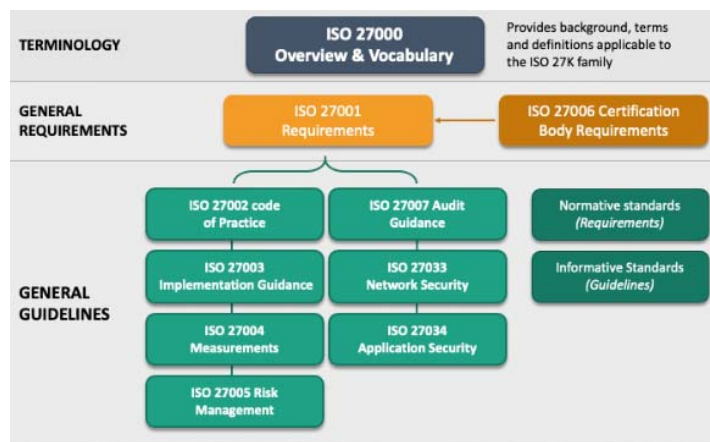 TERMINOLOGY
ISO 27000
Overview & Vocabulary
Provides background, terms
and definitions applicable to
the ISO 27K family
GENERAL
REQUIREMENTS
ISO 27001
Requirements
ISO 27006 Certification
Body Requirements
GENERAL
GUIDELINES
ISO 27002 code
of Practice
ISO 27007 Audit
Guidance
Normative standards
(Requirements)
ISO 27003
Implementation Guidance
ISO 27033
Network Security
Informative Standards
(Guidelines)
ISO 27004
Measurements
ISO 27034
Application Security
ISO 27005 Risk
Management